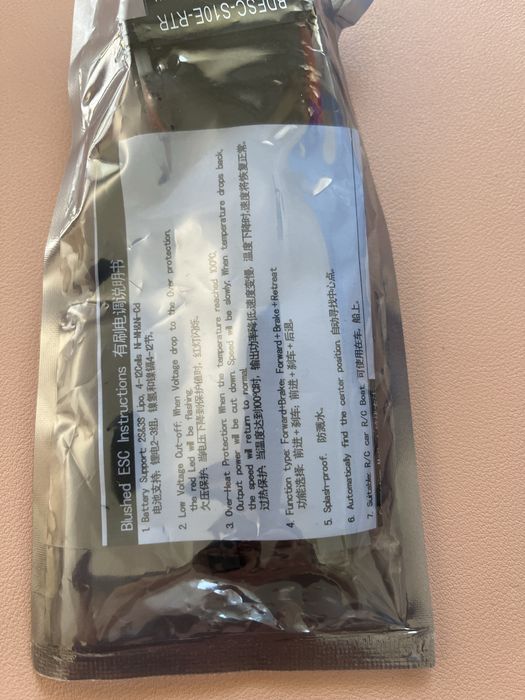 BDESC-S10E-RTR
Blushed ESC Instructions 有刷电调说明书
1. Battery Support: 2S&3S Lipo, 4-12Cells Ni-MH&Ni-Cd
电池支持: 锂电2-3组, 镍氢和镍镉4-12节。
2. Low Voltage Cut-off: When Voltage drop to the Over protection,
the red Led will be flashing.
欠压保护: 当电压下降到保护值时, 红灯闪烁。
3. Over-Heat Protection: When the temperature reached 100℃,
Output power will be cut down. Speed will be slowly. When temperature drops back,
the speed will return to normal.
过热保护: 当温度达到100℃时, 输出功率降低,速度变慢, 温度下降时,速度将恢复正常。
4. Function type: Forward+Brake; Forward+Brake+Retreat
功能选择: 前进+刹车; 前进+刹车+后退。
5. Splash-proof. 防溅水。
6. Automatically find the center position 自动寻找中心点。
7. Suitable: R/C car R/C Boat 可使用在车, 船上。